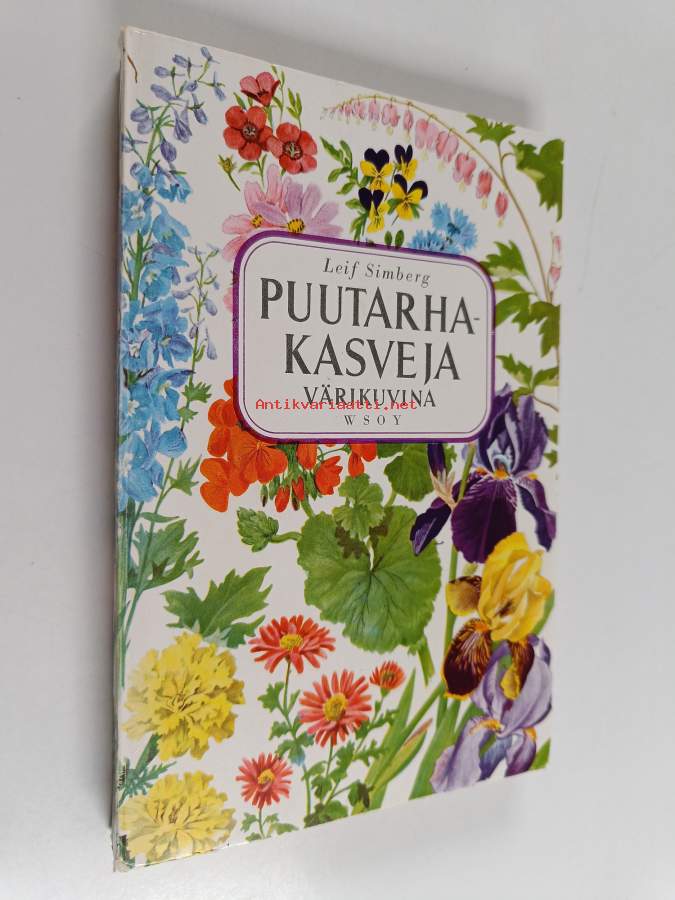 Leif Simberg
PUUTARHA-
KASVEJA
VÄRIKUVINA
Antikvariaatti.net
WSOY